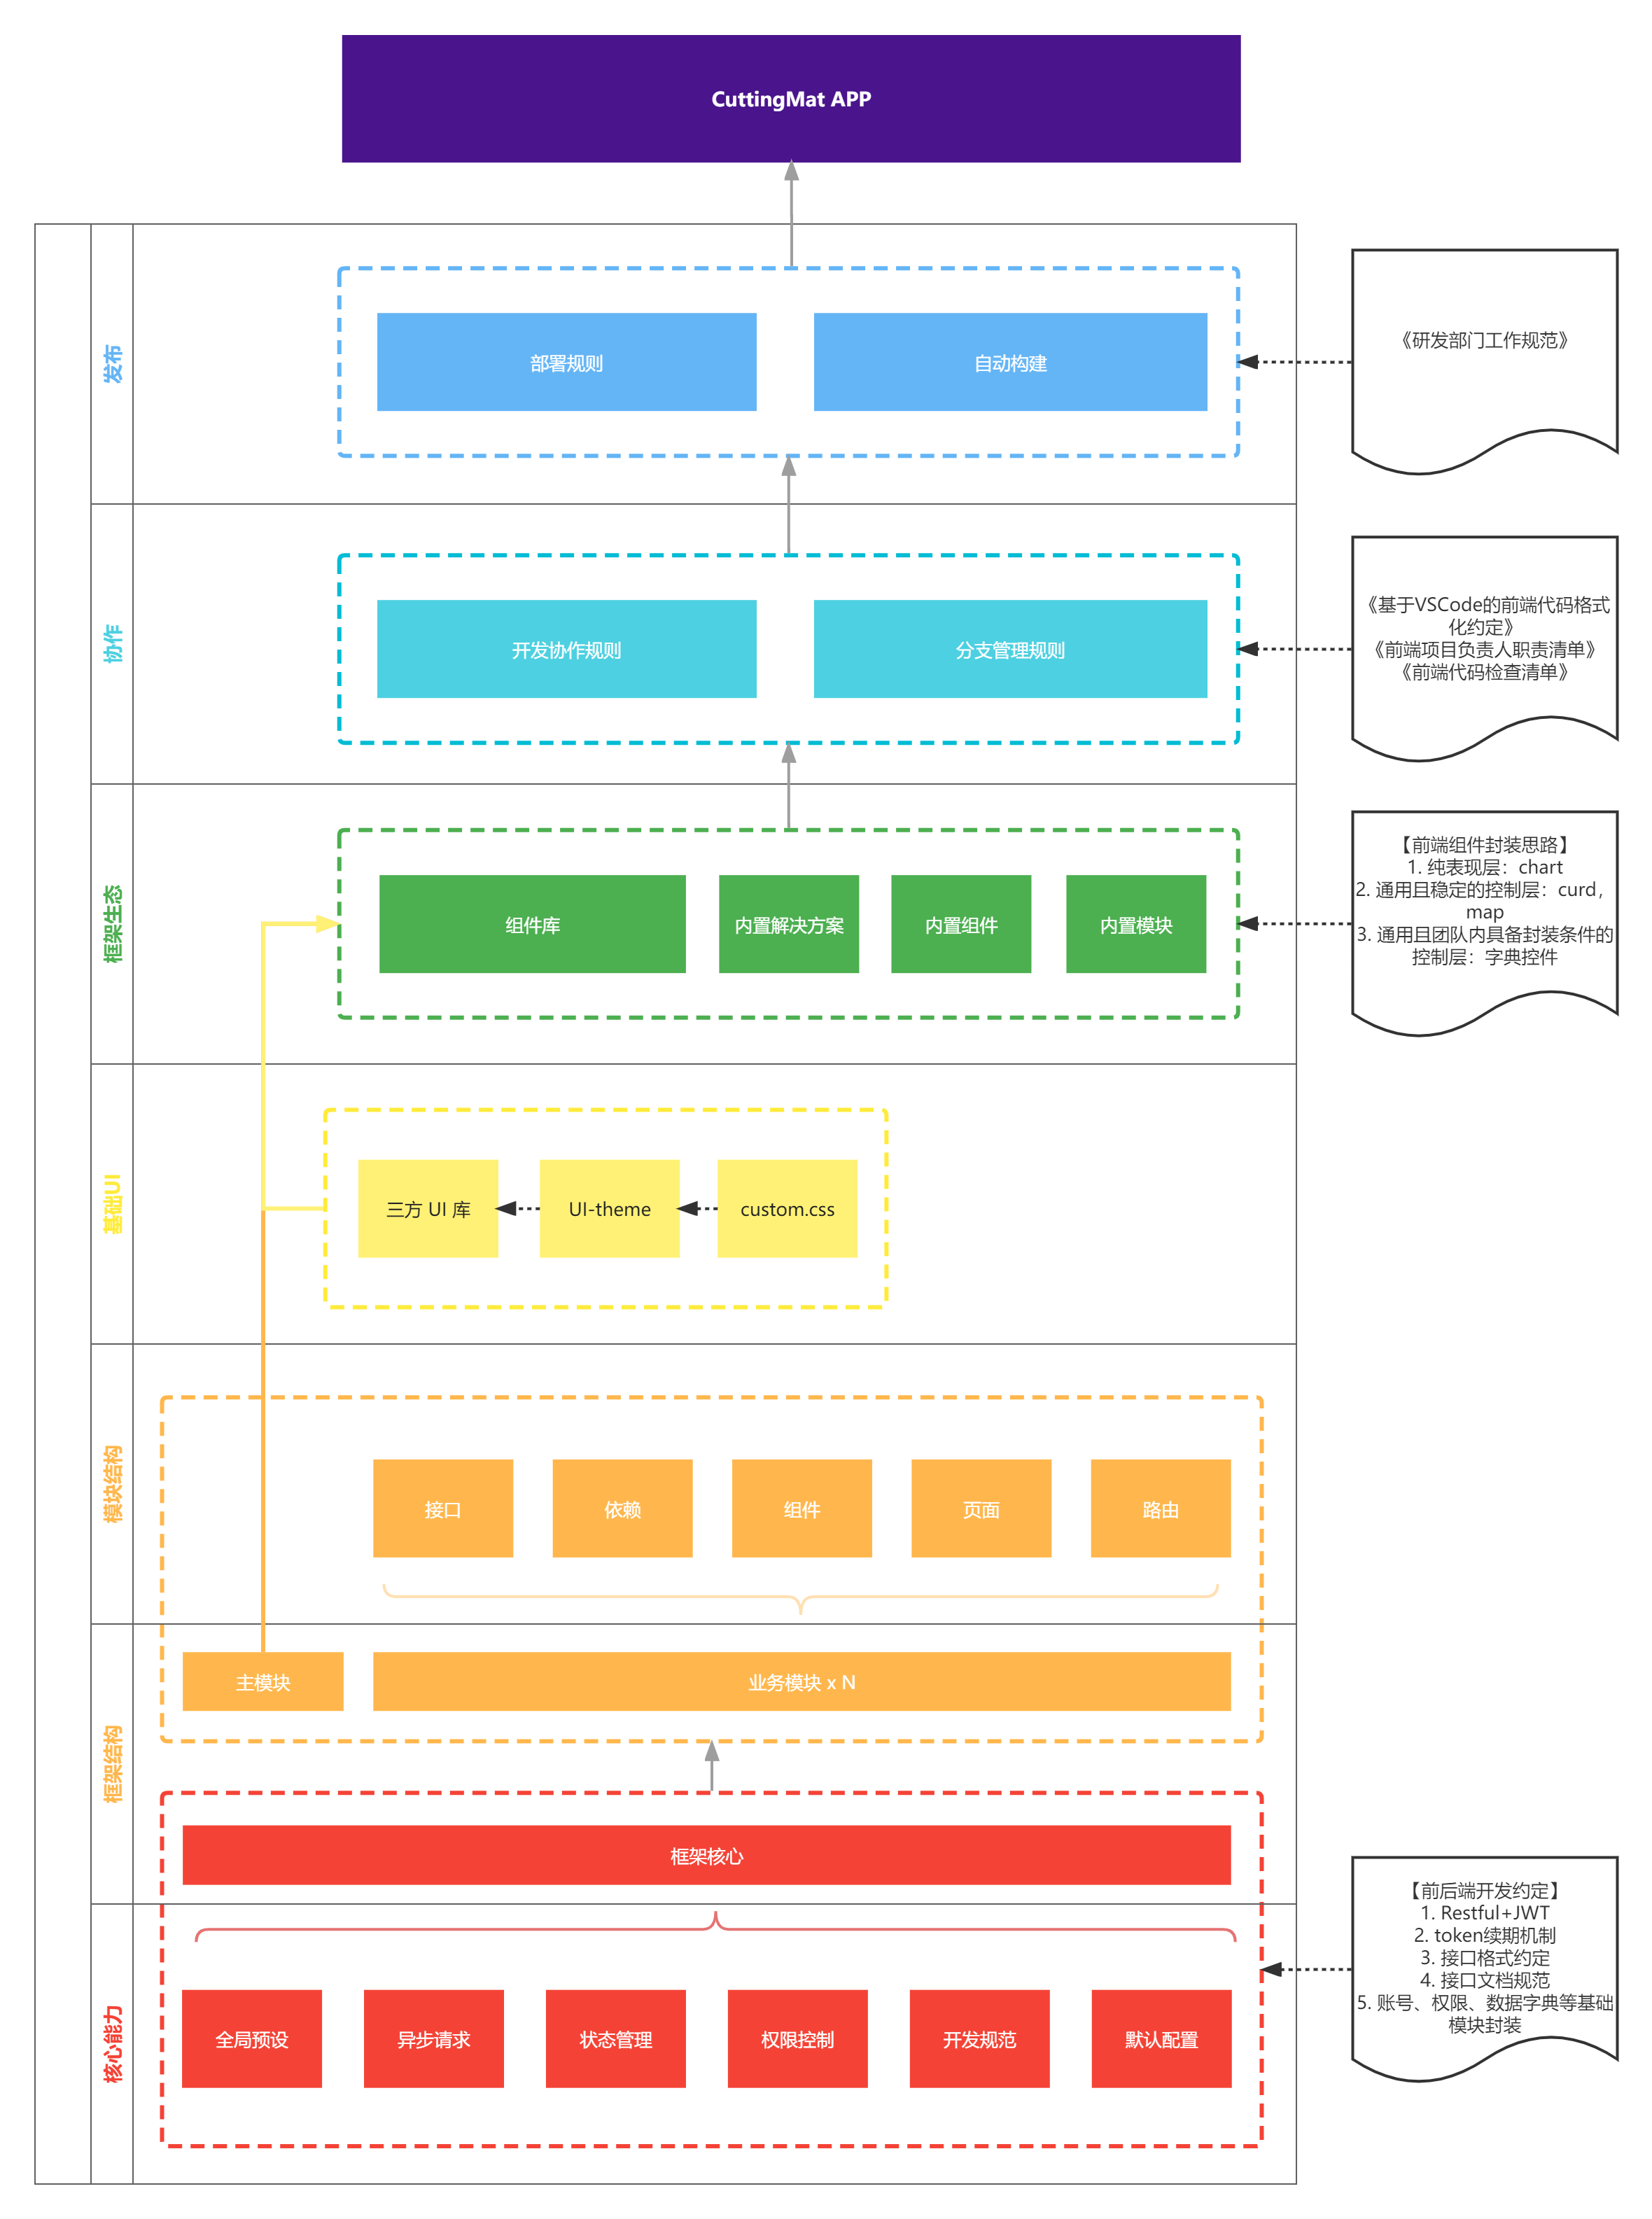 CuttingMat APP
发布
部署规则
自动构建
《研发部门工作规范》
协作
开发协作规则
分支管理规则
《基于VSCode的前端代码格式
化约定》
《前端项目负责人职责清单》
《前端代码检查清单》
框架生态
组件库
内置解决方案
内置组件
内置模块
【前端组件封装思路】
1. 纯表现层：chart
2. 通用且稳定的控制层：curd，
map
3. 通用且团队内具备封装条件的
控制层：字典控件
基础UI
三方 UI 库
UI-theme
custom.css
模块结构
接口
依赖
组件
页面
路由
框架结构
主模块
业务模块 x N
框架核心
核心能力
全局预设
异步请求
状态管理
权限控制
开发规范
默认配置
【前后端开发约定】
1. Restful+JWT
2. token续期机制
3. 接口格式约定
4. 接口文档规范
5. 账号、权限、数据字典等基础
模块封装